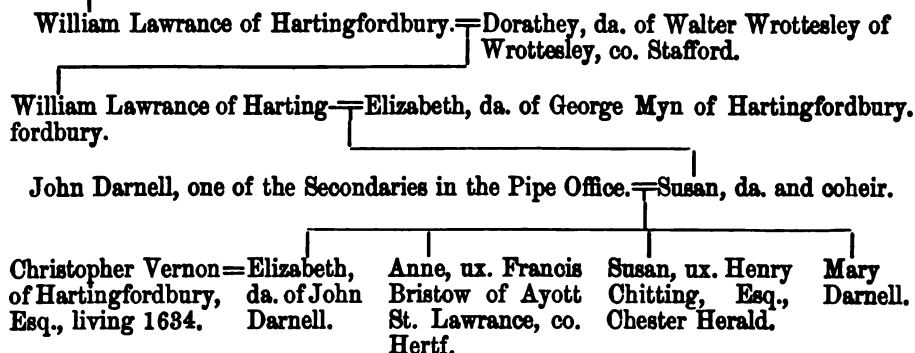 William Lawrance of Hartingfordbury.=Dorathey, da. of Walter Wrottesley of
Wrottesley, co. Stafford.
William Lawrance of Harting-=Elizabeth, da. of George Myn of Hartingfordbury.
fordbury.
John Darnell, one of the Secondaries in the Pipe Office.=Susan, da. and coheir.
Christopher Vernon=Elizabeth,
of Hartingfordbury, da. of John
Esq., living 1634. Darnell.
Anne, ux. Francis
Bristow of Ayott
St. Lawrance, co.
Hertf.
Susan, ux. Henry
Chitting, Esq.,
Chester Herald.
Mary
Darnell.